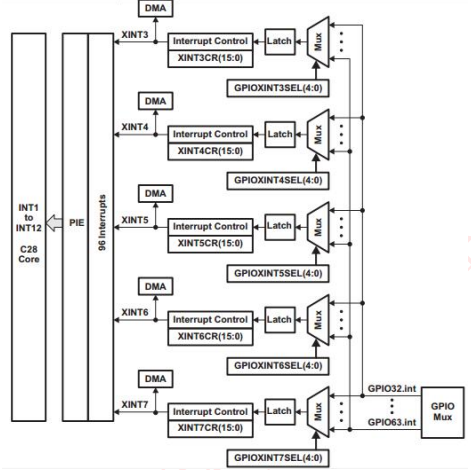 DMA
XINT3
Interrupt Control
Latch
Mux
XINT3CR(15:0)
GPIOXINT3SEL(4:0)
DMA
XINT4
Interrupt Control
Latch
Mux
XINT4CR(15:0)
GPIOXINT4SEL(4:0)
INT1
to
INT12
C28
Core
PIE
96 Interrupts
DMA
XINT5
Interrupt Control
Latch
Mux
XINT5CR(15:0)
GPIOXINT5SEL(4:0)
DMA
XINT6
Interrupt Control
Latch
Mux
XINT6CR(15:0)
GPIOXINT6SEL(4:0)
DMA
XINT7
Interrupt Control
Latch
Mux
XINT7CR(15:0)
GPIOXINT7SEL(4:0)
GPIO32.int
GPIO63.int
GPIO
Mux